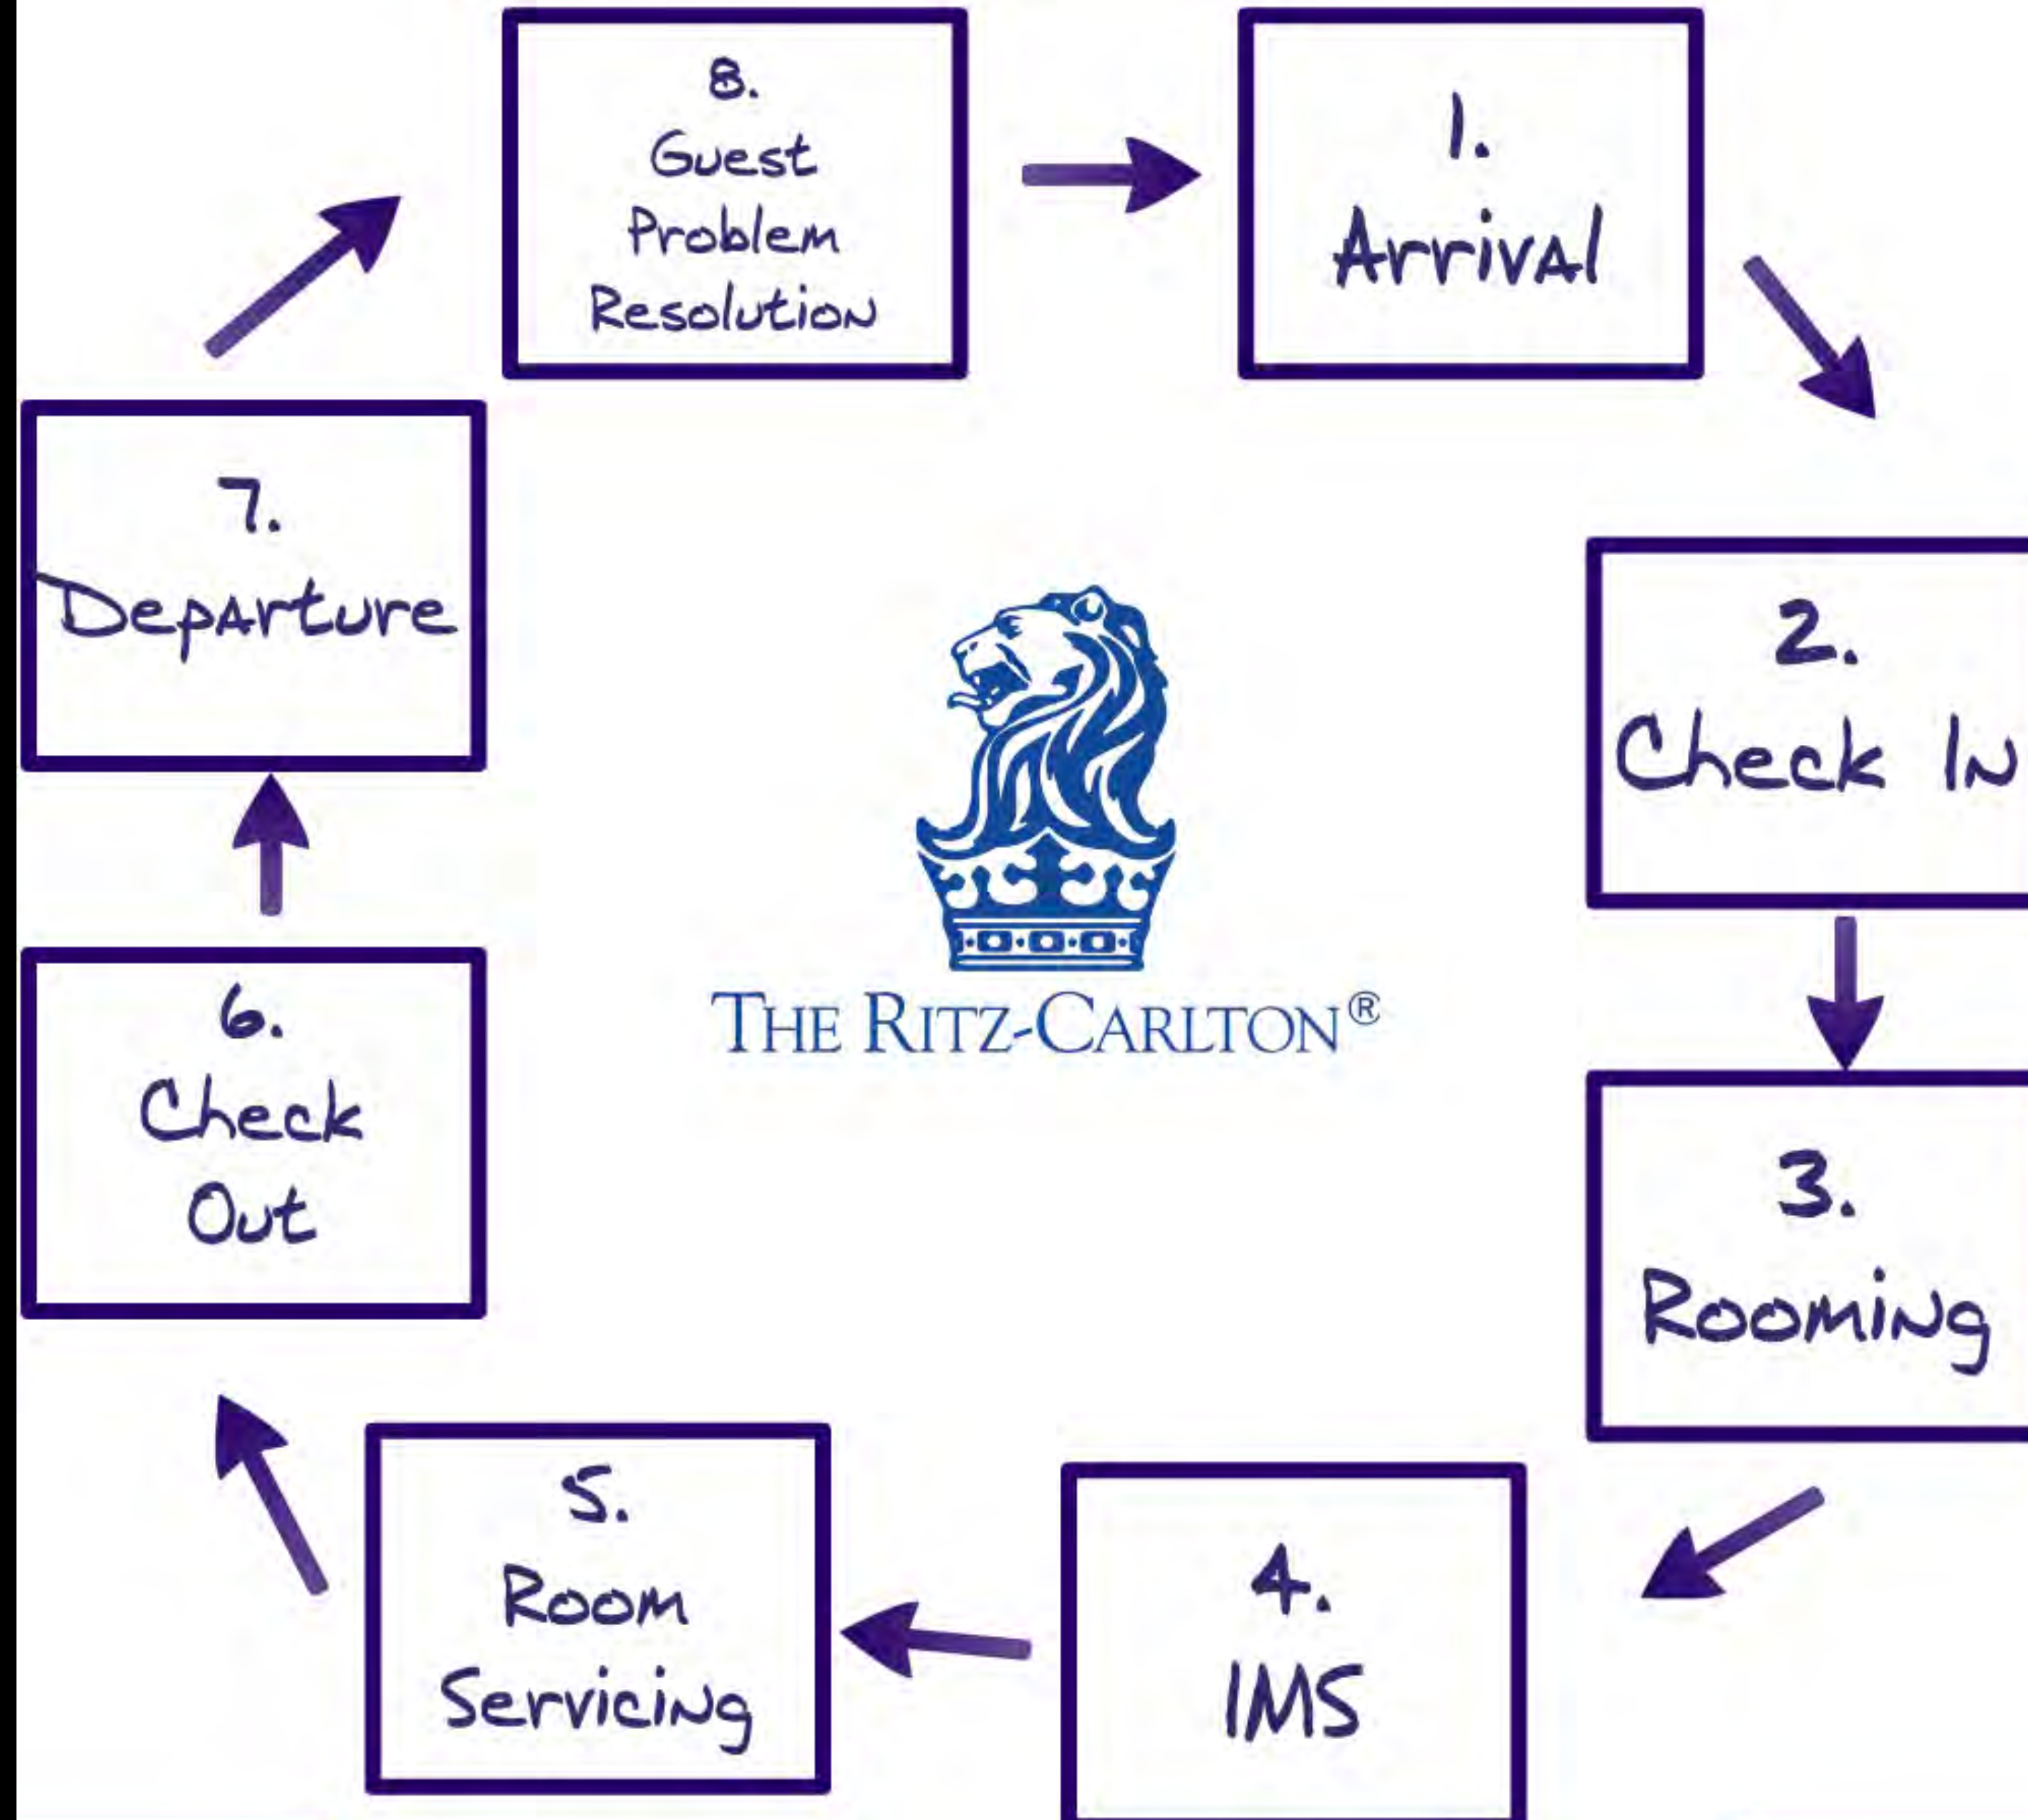 8.
Guest
Problem
Resolution
1.
Arrival
7.
Departure
2.
Check In
THE RITZ-CARLTON®
6.
Check
Out
3.
Rooming
5.
Room
Servicing
4.
IMS